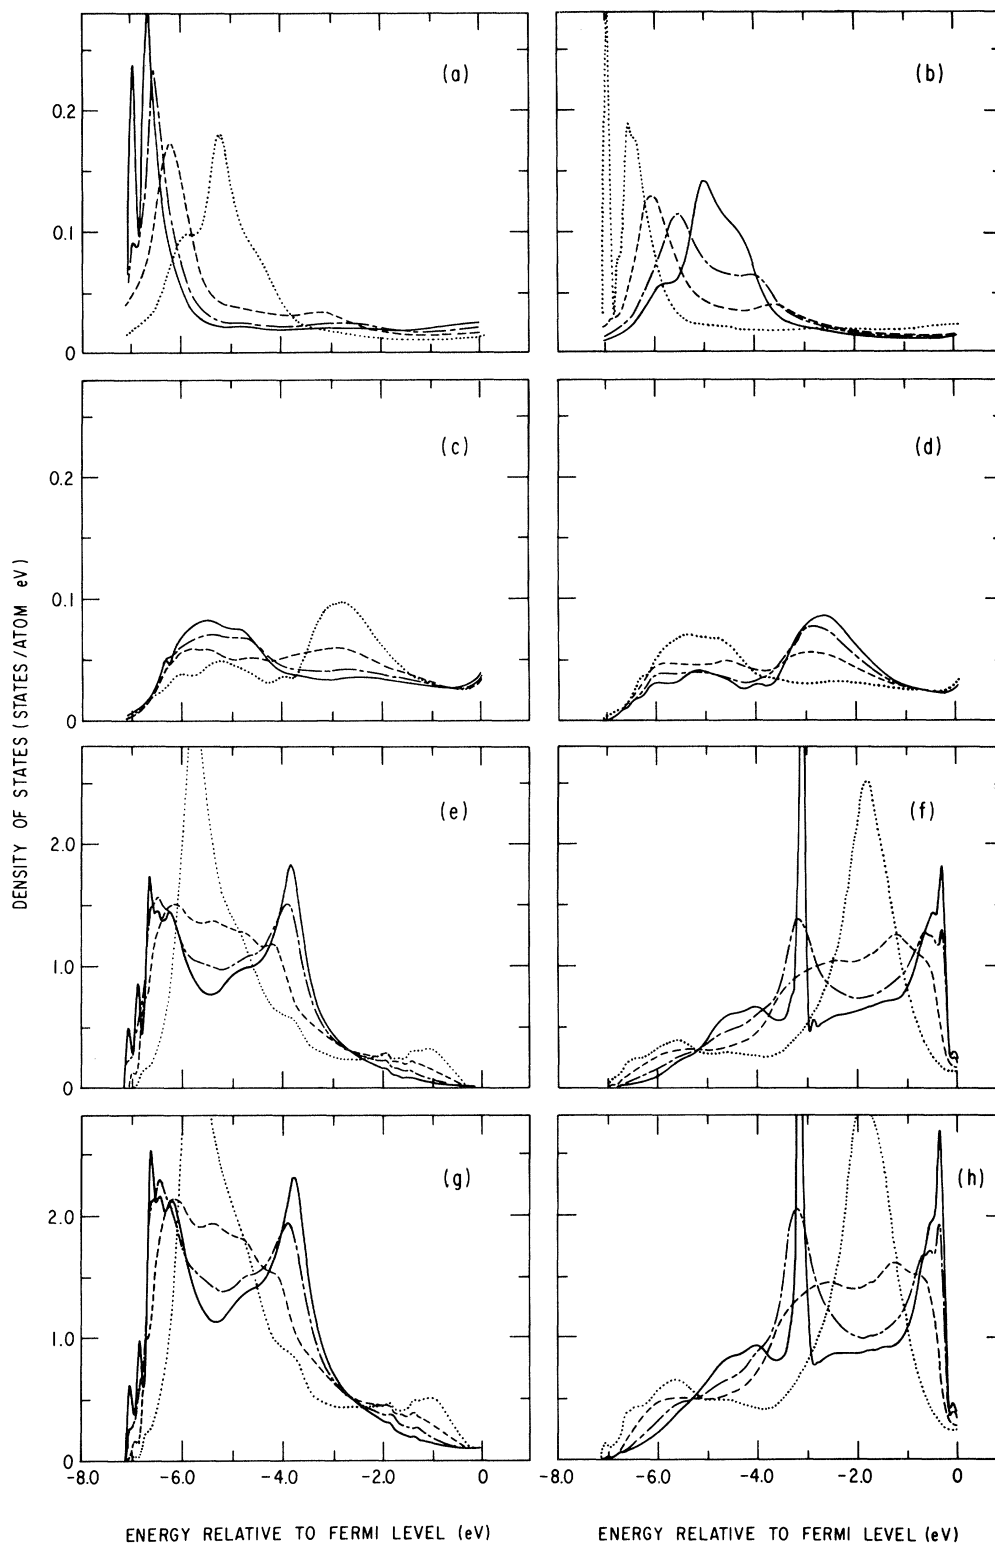 (a)
(b)
0.2
0.1
0
(c)
(d)
0.2
0.1
0
DENSITY OF STATES (STATES/ATOM eV)
(e)
(f)
2.0
1.0
0
(g)
(h)
2.0
1.0
0
-8.0 -6.0 -4.0 -2.0 0
-8.0 -6.0 -4.0 -2.0 0
ENERGY RELATIVE TO FERMI LEVEL (eV)
ENERGY RELATIVE TO FERMI LEVEL (eV)